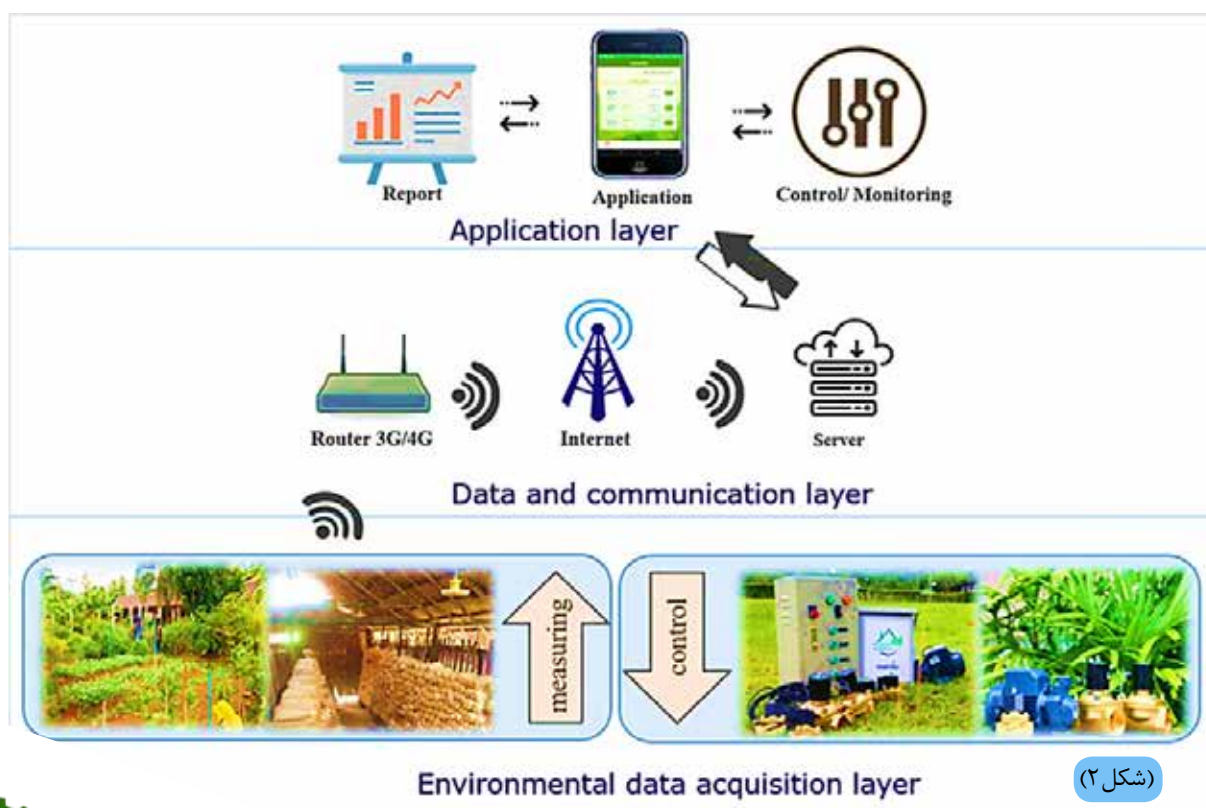 Report
Application
Control/ Monitoring
Application layer
Router 3G/4G
Internet
Server
Data and communication layer
measuring
control
Environmental data acquisition layer
(شکل۲)